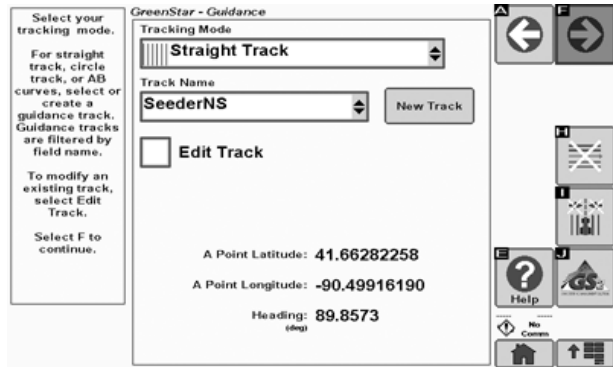 Select your
tracking mode.
For straight
track, circle
track, or AB
curves, select or
create a
guidance track.
Guidance tracks
are filtered by
field name.
To modify an
existing track,
select Edit
Track.
Select F to
continue.
GreenStar - Guidance
Tracking Mode
Straight Track
Track Name
SeederNS
New Track
Edit Track
A Point Latitude: 41.66282258
A Point Longitude: -90.49916190
Heading: 89.8573
(deg)
A
F
H
I
E
Help
J
GS2
No
Comm